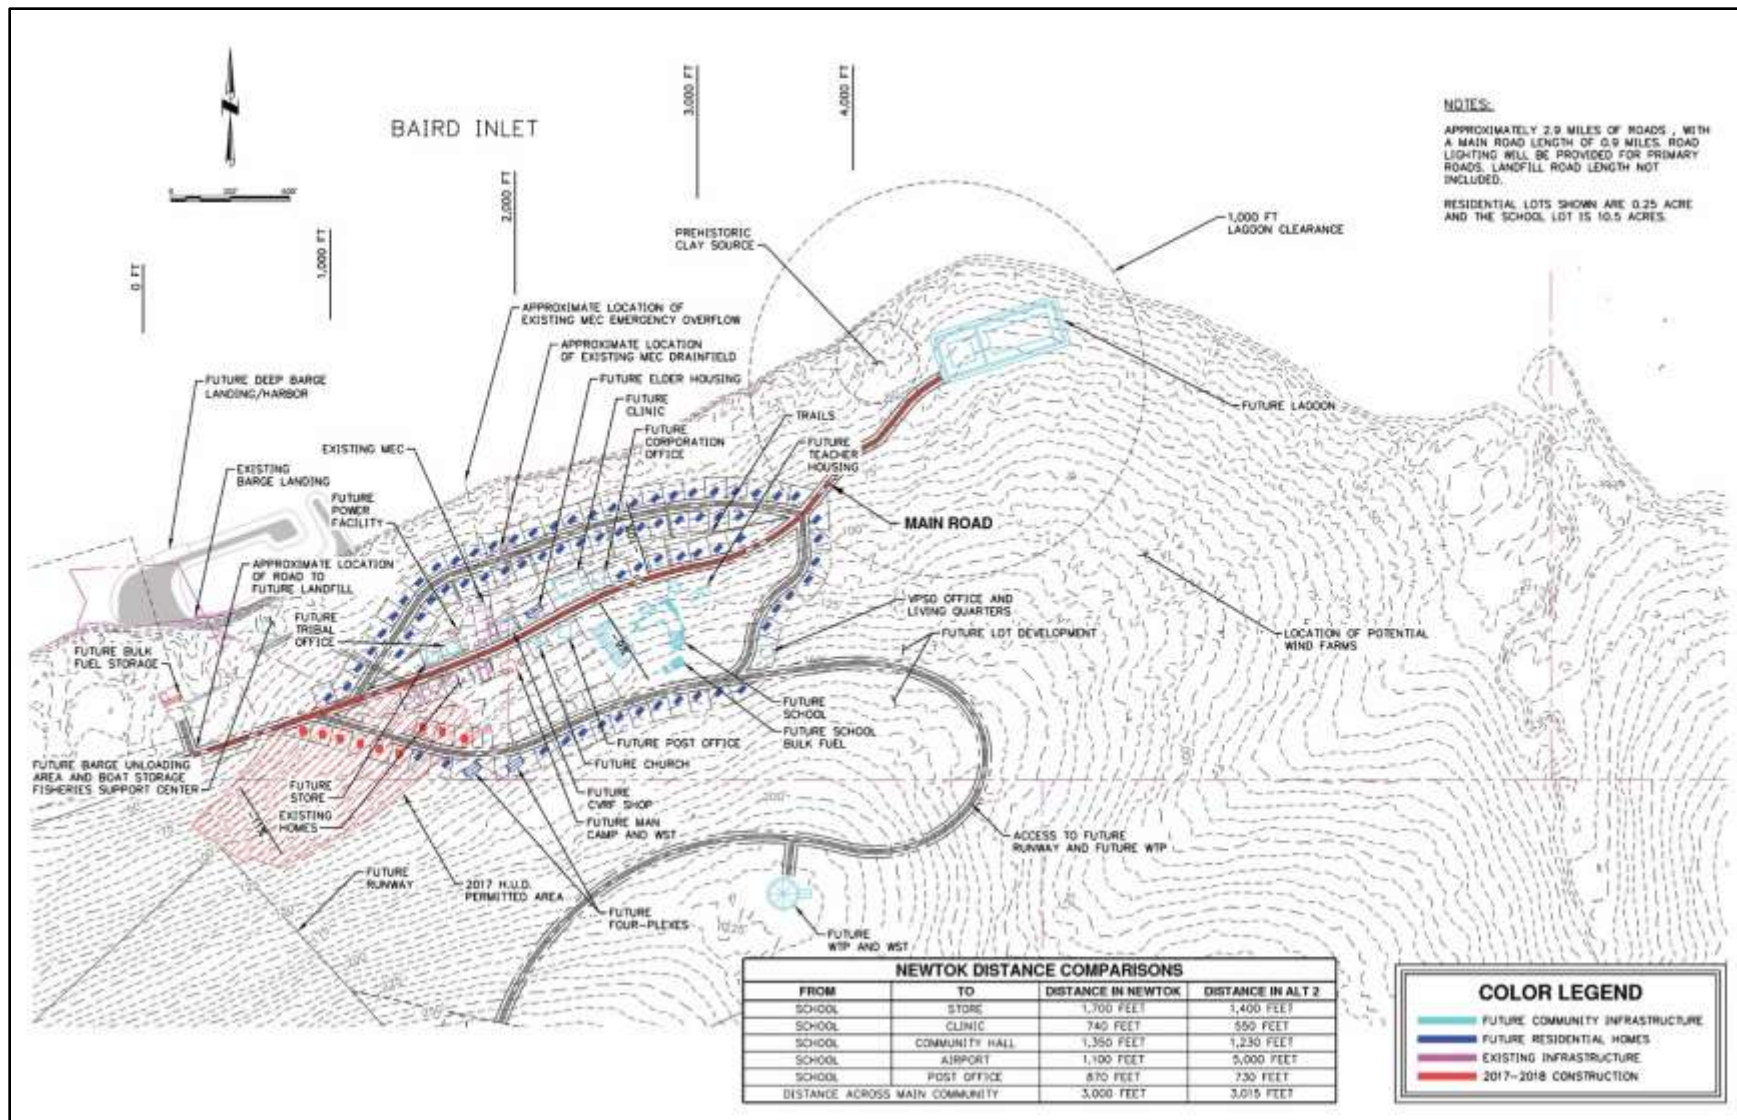 N
0 600'
BAIRD INLET
0 FT
1,000 FT
2,000 FT
3,000 FT
4,000 FT
NOTES:
APPROXIMATELY 2.9 MILES OF ROADS , WITH
A MAIN ROAD LENGTH OF 0.9 MILES. ROAD
LIGHTING WILL BE PROVIDED FOR PRIMARY
ROADS. LANDFILL ROAD LENGTH NOT
INCLUDED.
RESIDENTIAL LOTS SHOWN ARE 0.25 ACRE
AND THE SCHOOL LOT IS 10.5 ACRES.
PREHISTORIC
CLAY SOURCE
1,000 FT
LAGOON CLEARANCE
APPROXIMATE LOCATION OF
EXISTING MEC EMERGENCY OVERFLOW
APPROXIMATE LOCATION
OF EXISTING MEC DRAINFIELD
FUTURE ELDER HOUSING
FUTURE
CLINIC
FUTURE
CORPORATION
OFFICE
TRAILS
FUTURE
TEACHER
HOUSING
FUTURE LAGOON
FUTURE DEEP BARGE
LANDING/HARBOR
EXISTING MEC
EXISTING
BARGE LANDING
FUTURE
POWER
FACILITY
MAIN ROAD
APPROXIMATE LOCATION
OF ROAD TO
FUTURE LANDFILL
FUTURE
TRIBAL
OFFICE
FUTURE BULK
FUEL STORAGE
VPSO OFFICE AND
LIVING QUARTERS
FUTURE LOT DEVELOPMENT
LOCATION OF POTENTIAL
WIND FARMS
FUTURE
SCHOOL
FUTURE SCHOOL
BULK FUEL
FUTURE POST OFFICE
FUTURE CHURCH
FUTURE BARGE UNLOADING
AREA AND BOAT STORAGE
FISHERIES SUPPORT CENTER
FUTURE
STORE
EXISTING
HOMES
FUTURE
CVRF SHOP
FUTURE MAN
CAMP AND WST
ACCESS TO FUTURE
RUNWAY AND FUTURE WTP
FUTURE
RUNWAY
2017 H.U.D.
PERMITTED AREA
FUTURE
FOUR-PLEXES
FUTURE
WTP AND WST
100'
125'
200'
NEWTOK DISTANCE COMPARISONS
FROM TO DISTANCE IN NEWTOK DISTANCE IN ALT 2
SCHOOL STORE 1,700 FEET 1,400 FEET
SCHOOL CLINIC 740 FEET 550 FEET
SCHOOL COMMUNITY HALL 1,350 FEET 1,230 FEET
SCHOOL AIRPORT 1,100 FEET 5,000 FEET
SCHOOL POST OFFICE 870 FEET 730 FEET
DISTANCE ACROSS MAIN COMMUNITY 3,000 FEET 3,015 FEET
COLOR LEGEND
FUTURE COMMUNITY INFRASTRUCTURE
FUTURE RESIDENTIAL HOMES
EXISTING INFRASTRUCTURE
2017-2018 CONSTRUCTION